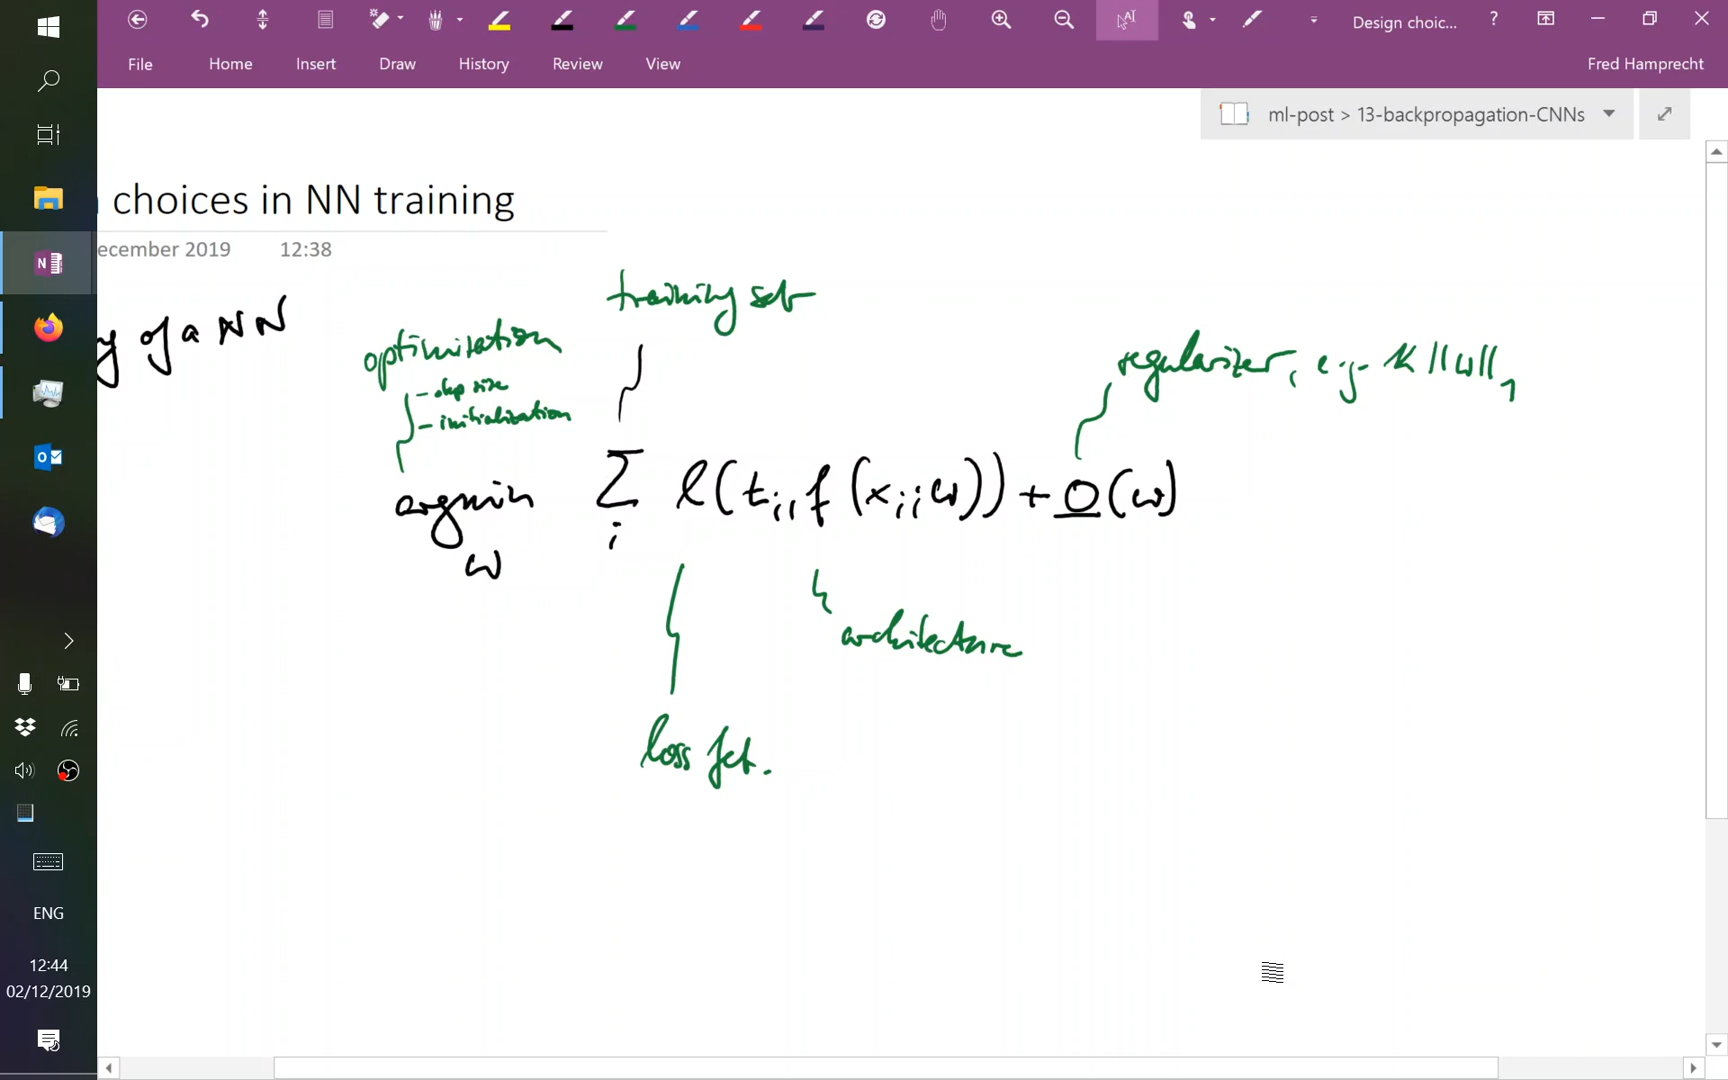 Design choic...
Fred Hamprecht
File Home Insert Draw History Review View
ml-post > 13-backpropagation-CNNs
choices in NN training
ecember 2019 12:38
y of a NN
training set
optimization
- step size
- initialization
regularizer, e.g. ||ω||₁
argmin Σ l(tᵢ, f(xᵢ; ω)) + Ω(ω)
ω i
architecture
loss fct.
ENG
12:44
02/12/2019